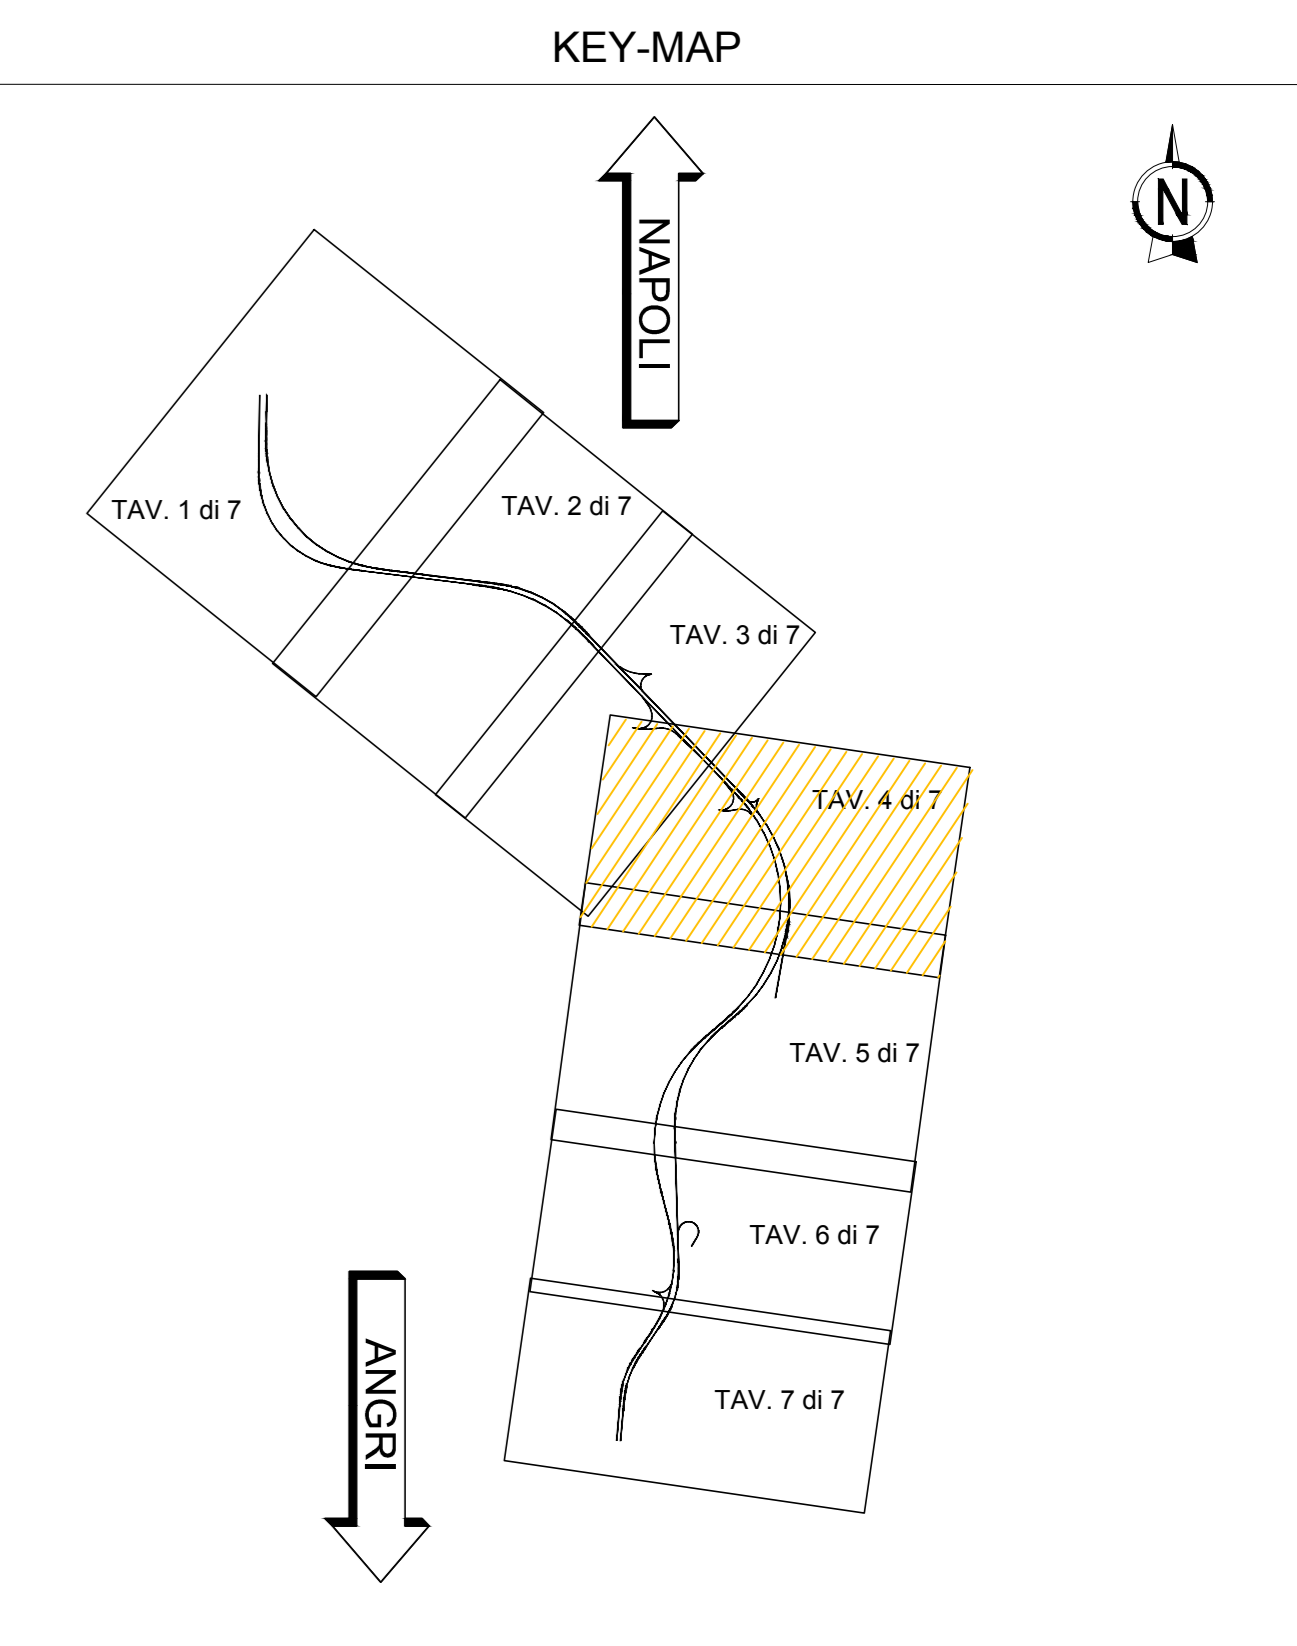 KEY-MAP
N
NAPOLI
TAV. 1 di 7
TAV. 2 di 7
TAV. 3 di 7
TAV. 4 di 7
TAV. 5 di 7
TAV. 6 di 7
ANGRI
TAV. 7 di 7